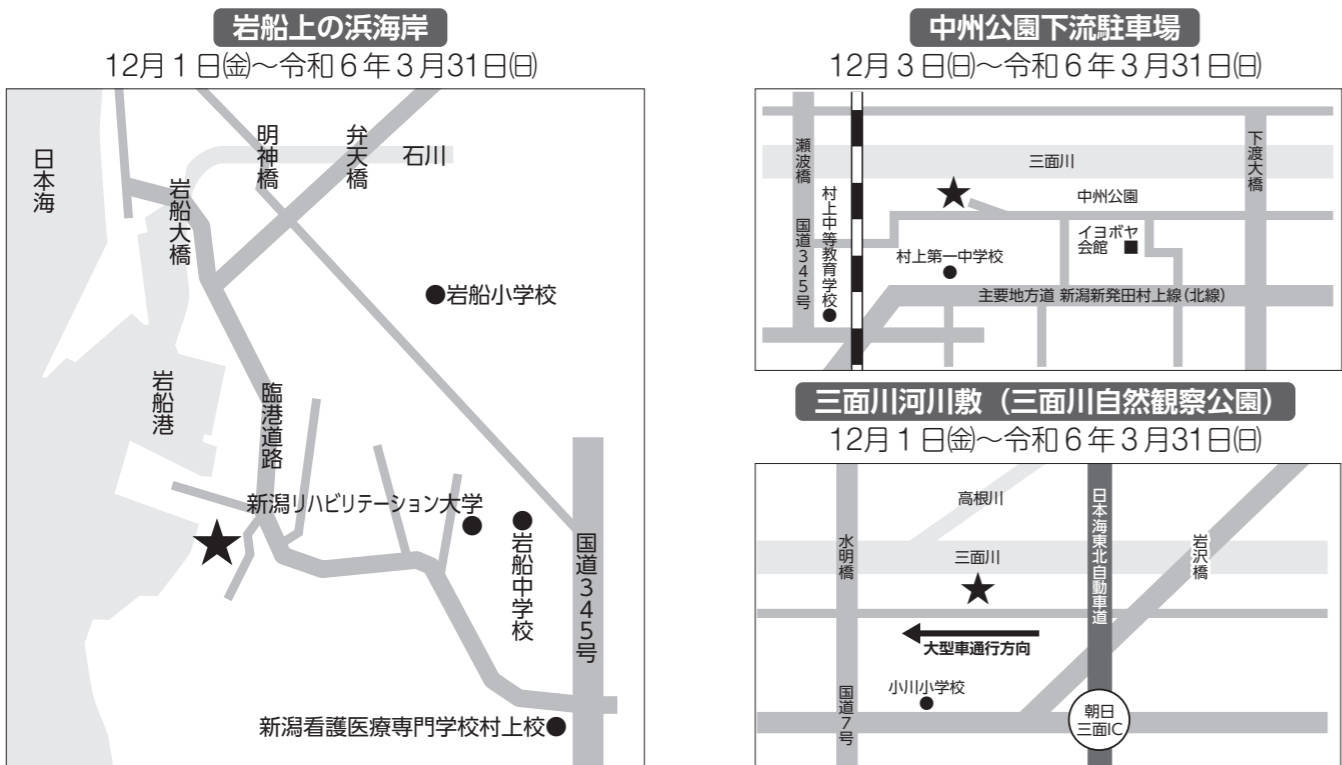 岩船上の浜海岸
12月1日㈮～令和6年3月31日㈰
日本海
岩船大橋
明神橋
弁天橋
石川
岩船小学校
岩船港
臨港道路
新潟リハビリテーション大学
岩船中学校
国道345号
新潟看護医療専門学校村上校
中州公園下流駐車場
12月3日㈰～令和6年3月31日㈰
瀬波橋
国道345号
村上中等教育学校
三面川
中州公園
下渡大橋
イヨボヤ
会館
村上第一中学校
主要地方道 新潟新発田村上線(北線)
三面川河川敷（三面川自然観察公園）
12月1日㈮～令和6年3月31日㈰
高根川
水明橋
三面川
日本海東北自動車道
岩沢橋
大型車通行方向
小川小学校
国道7号
朝日
三面IC